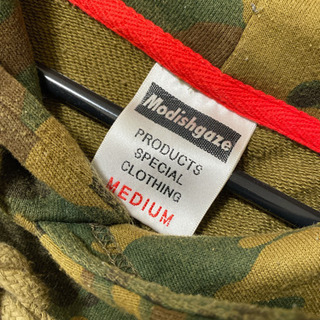 Modishgaze
PRODUCTS
SPECIAL
CLOTHING
MEDIUM